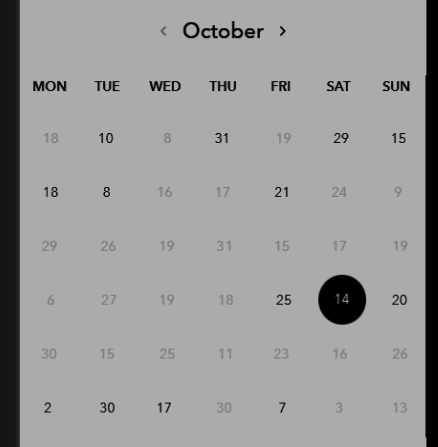 ‹ October ›
MON TUE WED THU FRI SAT SUN
18 10 8 31 19 29 15
18 8 16 17 21 24 9
29 26 19 31 15 17 19
6 27 19 18 25 14 20
30 15 25 11 23 16 26
2 30 17 30 7 3 13